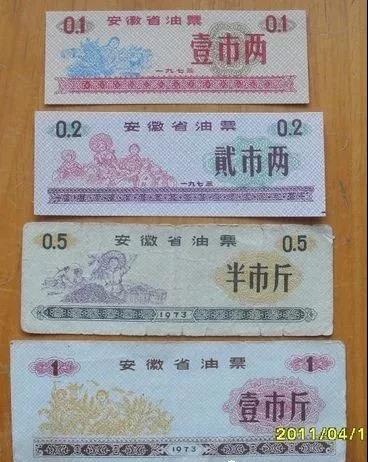 0.1 安徽省油票 0.1
壹市两
一九七三
0.2 安徽省油票 0.2
贰市两
一九七三
0.5 安徽省油票 0.5
半市斤
1973
1 安徽省油票 1
壹市斤
1973
2011/04/1